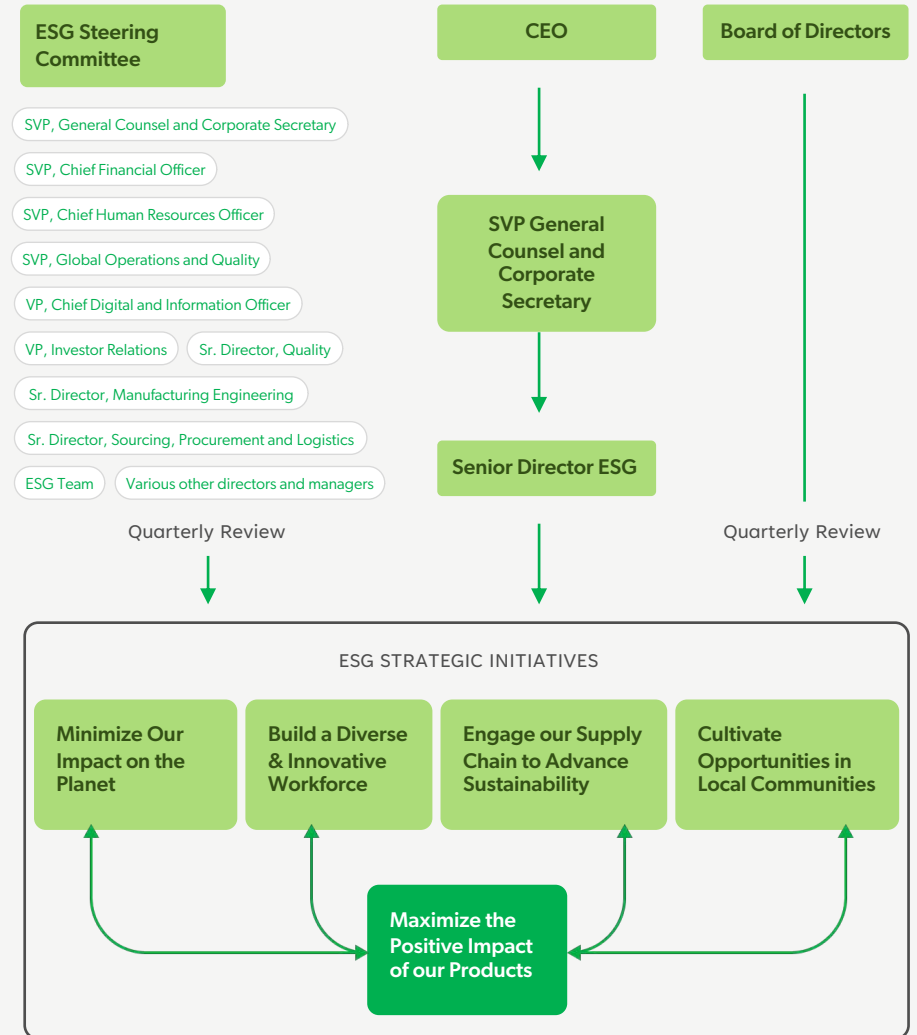 ESG Steering
Committee
SVP, General Counsel and Corporate Secretary
SVP, Chief Financial Officer
SVP, Chief Human Resources Officer
SVP, Global Operations and Quality
VP, Chief Digital and Information Officer
VP, Investor Relations
Sr. Director, Quality
Sr. Director, Manufacturing Engineering
Sr. Director, Sourcing, Procurement and Logistics
ESG Team
Various other directors and managers
Quarterly Review
CEO
SVP General
Counsel and
Corporate
Secretary
Senior Director ESG
Board of Directors
Quarterly Review
ESG STRATEGIC INITIATIVES
Minimize Our
Impact on the
Planet
Build a Diverse
& Innovative
Workforce
Engage our Supply
Chain to Advance
Sustainability
Cultivate
Opportunities in
Local Communities
Maximize the
Positive Impact
of our Products